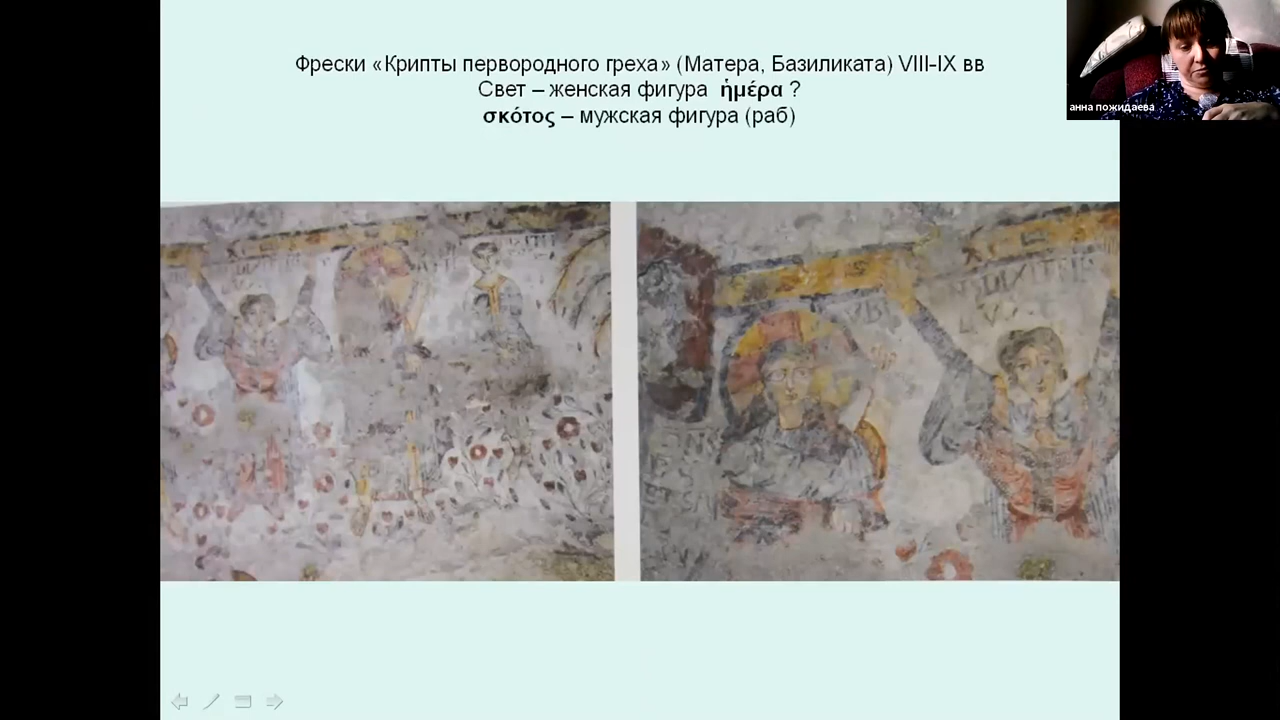 Фрески «Крипты первородного греха» (Матера, Базиликата) VIII-IX вв
Свет – женская фигура ἡμέρα ?
σκότος – мужская фигура (раб)
анна пожидаева